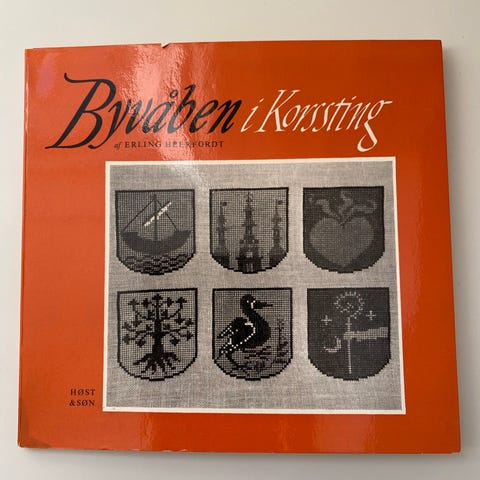 Byvåben i Korssting
af ERLING HEERFORDT
HØST
& SØN